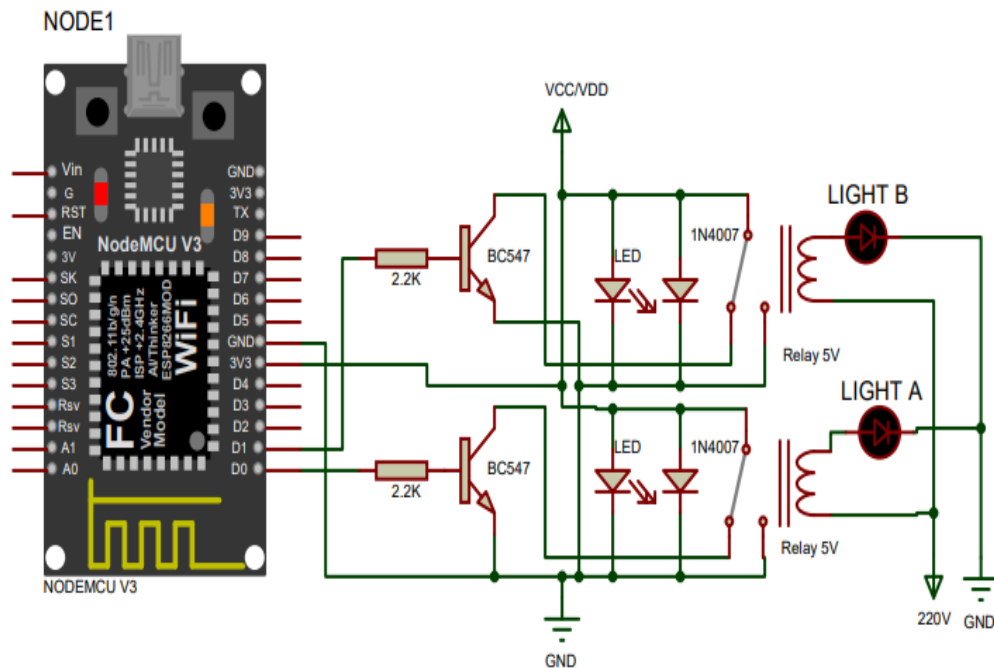 NODE1
Vin
G
RST
EN
3V
SK
SO
SC
S1
S2
S3
Rsv
Rsv
A1
A0
GND
3V3
TX
D9
D8
D7
D6
D5
GND
3V3
D4
D3
D2
D1
D0
NodeMCU V3
FC
Vendor
Model
802.11b/g/n
PA +25dBm
ISP +2.4GHz
AI/Thinker
ESP8266MOD
WiFi
NODEMCU V3
VCC/VDD
2.2K
BC547
LED
1N4007
LIGHT B
Relay 5V
2.2K
BC547
LED
1N4007
LIGHT A
Relay 5V
GND
220V
GND